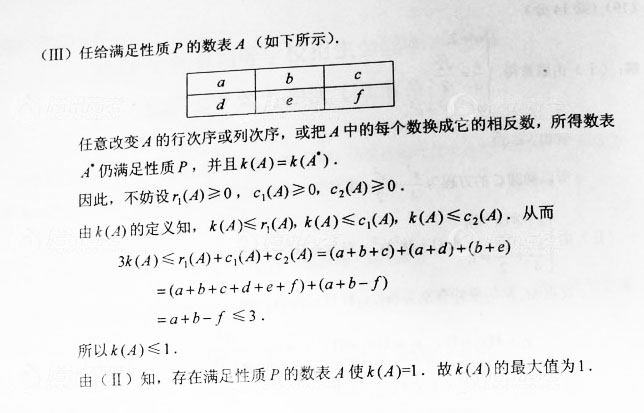 （Ⅲ）任给满足性质P的数表A（如下所示）.
a b c
d e f
任意改变A的行次序或列次序，或把A中的每个数换成它的相反数，所得数表
A*仍满足性质P，并且k(A)=k(A*).
因此，不妨设r₁(A)≥0，c₁(A)≥0，c₂(A)≥0.
由k(A)的定义知，k(A)≤r₁(A)，k(A)≤c₁(A)，k(A)≤c₂(A)．从而
3k(A)≤r₁(A)+c₁(A)+c₂(A)=(a+b+c)+(a+d)+(b+e)
=(a+b+c+d+e+f)+(a+b-f)
=a+b-f≤3.
所以k(A)≤1.
由（Ⅱ）知，存在满足性质P的数表A使k(A)=1．故k(A)的最大值为1.